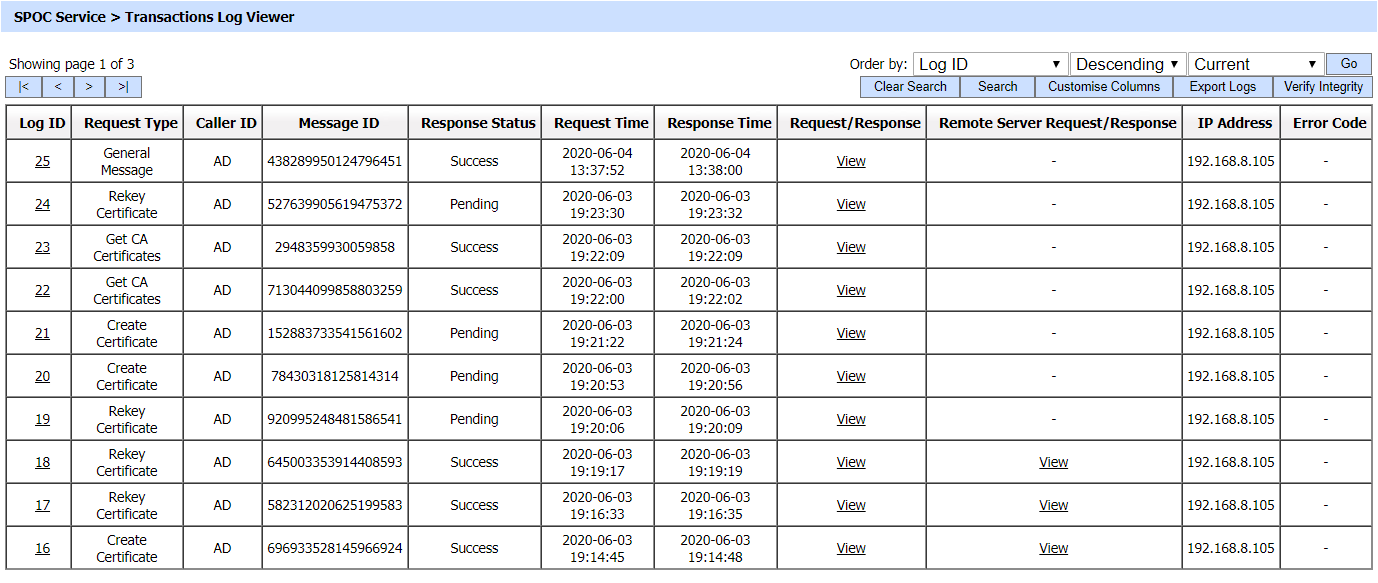 SPOC Service > Transactions Log Viewer
Showing page 1 of 3
Order by: Log ID Descending Current Go
|< < > >| Clear Search Search Customise Columns Export Logs Verify Integrity
Log ID Request Type Caller ID Message ID Response Status Request Time Response Time Request/Response Remote Server Request/Response IP Address Error Code
25 General Message AD 438289950124796451 Success 2020-06-04 13:37:52 2020-06-04 13:38:00 View - 192.168.8.105 -
24 Rekey Certificate AD 527639905619475372 Pending 2020-06-03 19:23:30 2020-06-03 19:23:32 View - 192.168.8.105 -
23 Get CA Certificates AD 2948359930059858 Success 2020-06-03 19:22:09 2020-06-03 19:22:09 View - 192.168.8.105 -
22 Get CA Certificates AD 713044099858803259 Success 2020-06-03 19:22:00 2020-06-03 19:22:02 View - 192.168.8.105 -
21 Create Certificate AD 152883733541561602 Pending 2020-06-03 19:21:22 2020-06-03 19:21:24 View - 192.168.8.105 -
20 Create Certificate AD 78430318125814314 Pending 2020-06-03 19:20:53 2020-06-03 19:20:56 View - 192.168.8.105 -
19 Rekey Certificate AD 920995248481586541 Pending 2020-06-03 19:20:06 2020-06-03 19:20:09 View - 192.168.8.105 -
18 Rekey Certificate AD 645003353914408593 Success 2020-06-03 19:19:17 2020-06-03 19:19:19 View View 192.168.8.105 -
17 Rekey Certificate AD 582312020625199583 Success 2020-06-03 19:16:33 2020-06-03 19:16:35 View View 192.168.8.105 -
16 Create Certificate AD 696933528145966924 Success 2020-06-03 19:14:45 2020-06-03 19:14:48 View View 192.168.8.105 -